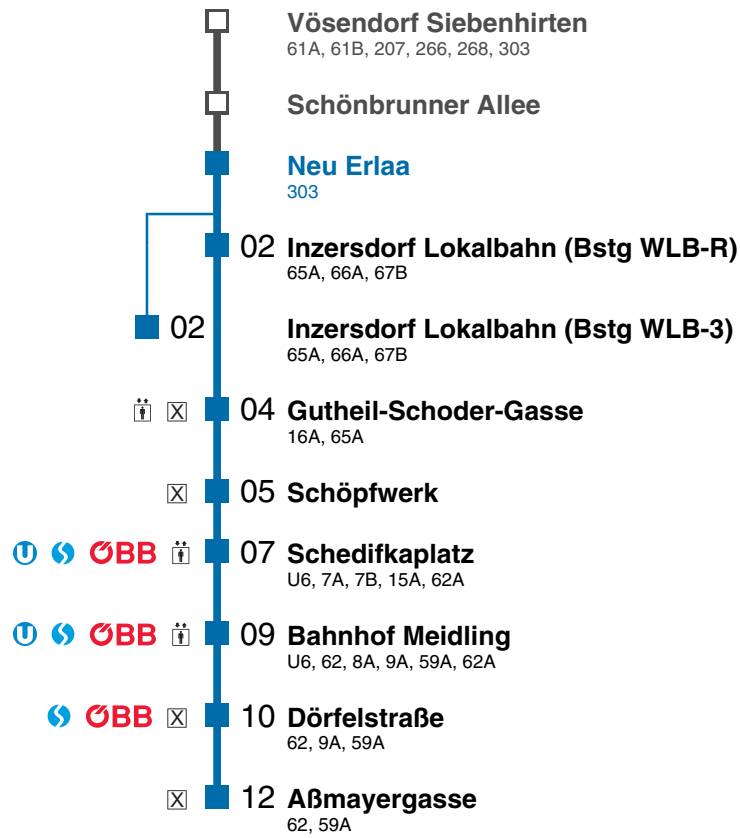 Vösendorf Siebenhirten
61A, 61B, 207, 266, 268, 303
Schönbrunner Allee
Neu Erlaa
303
02 Inzersdorf Lokalbahn (Bstg WLB-R)
65A, 66A, 67B
02 Inzersdorf Lokalbahn (Bstg WLB-3)
65A, 66A, 67B
X 04 Gutheil-Schoder-Gasse
16A, 65A
X 05 Schöpfwerk
U S ÖBB 07 Schedifkaplatz
U6, 7A, 7B, 15A, 62A
U S ÖBB 09 Bahnhof Meidling
U6, 62, 8A, 9A, 59A, 62A
S ÖBB X 10 Dörfelstraße
62, 9A, 59A
X 12 Aßmayergasse
62, 59A